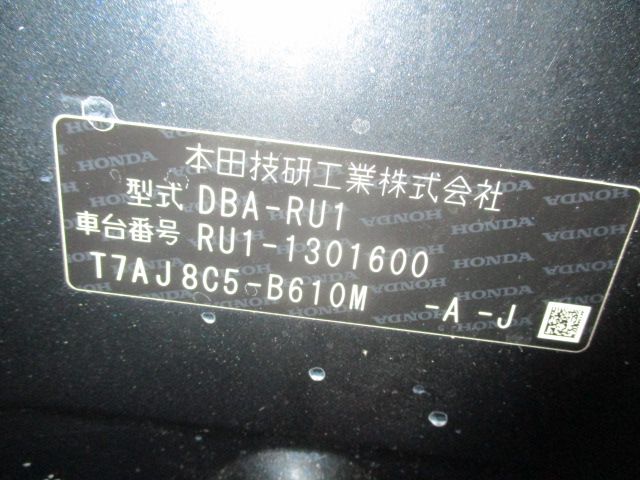 本田技研工業株式会社
型式 DBA-RU1
車台番号 RU1-1301600
T7AJ8C5-B610M -A -J